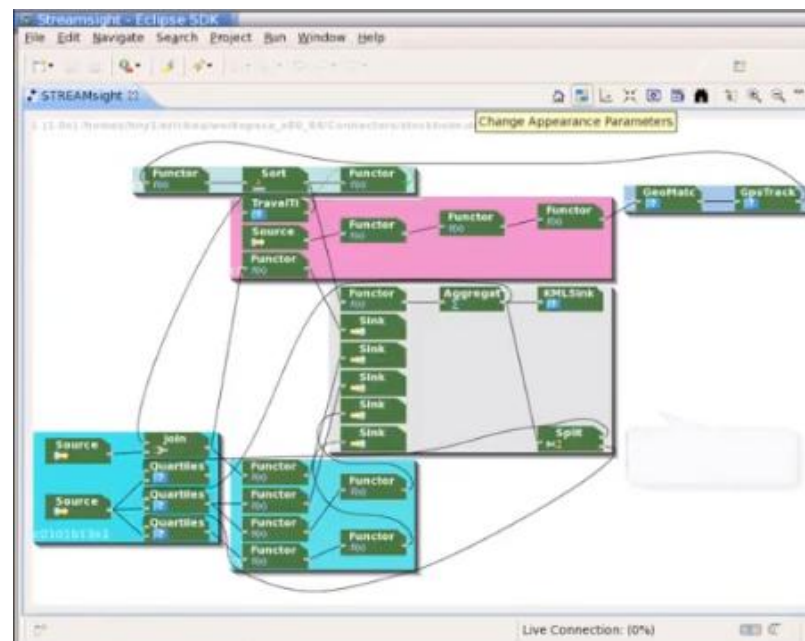 Streamsight - Eclipse SDK
File Edit Navigate Search Project Run Window Help
STREAMsight
Change Appearance Parameters
Functor Sort Functor
f(x) f(x)
GeoMatc GpsTrack
TravelTi
Source
Functor
f(x)
Functor
f(x)
Functor
f(x)
Functor
f(x)
Functor Aggregat KMLSink
f(x) Σ
Sink
Sink
Sink
Sink
Sink
Split
Source
Source
Join
Quartiles
Quartiles
Quartiles
Functor
f(x)
Functor
f(x)
Functor
f(x)
Functor
f(x)
Functor
f(x)
Functor
f(x)
Live Connection: (0%)